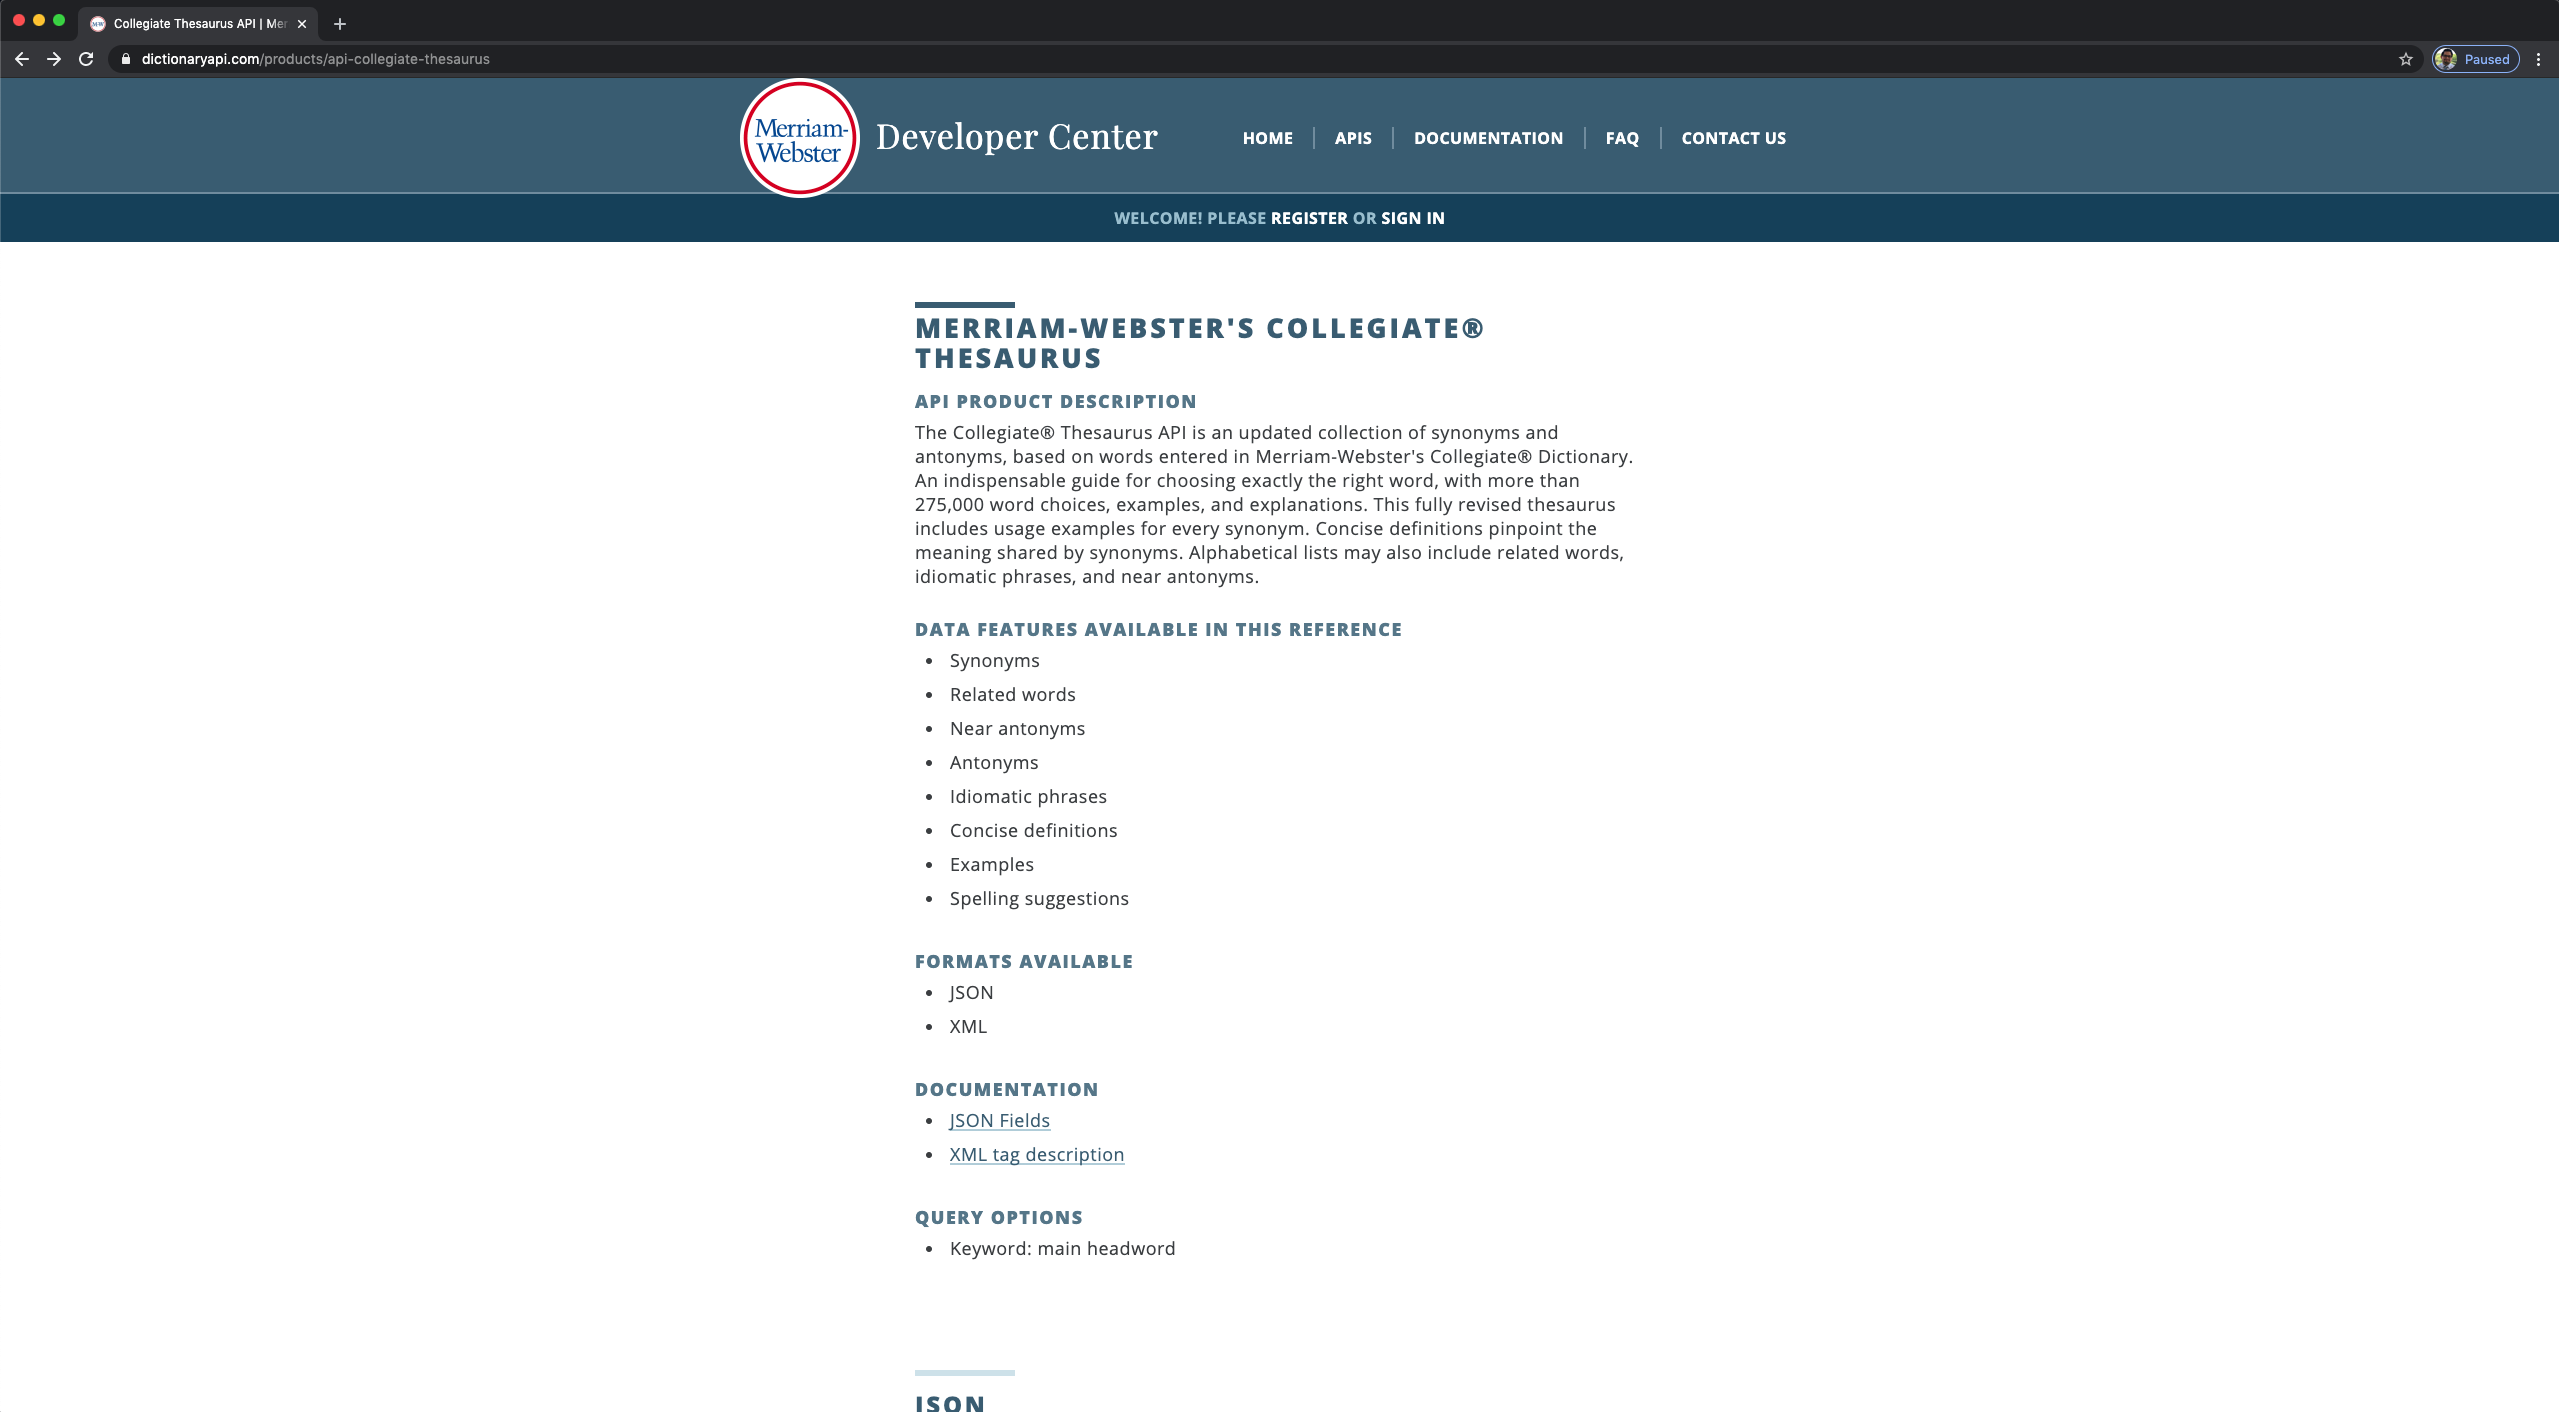 Collegiate Thesaurus API | Mer
dictionaryapi.com/products/api-collegiate-thesaurus
Paused
Merriam-
Webster
Developer Center
HOME
APIS
DOCUMENTATION
FAQ
CONTACT US
WELCOME! PLEASE REGISTER OR SIGN IN
MERRIAM-WEBSTER'S COLLEGIATE®
THESAURUS
API PRODUCT DESCRIPTION
The Collegiate® Thesaurus API is an updated collection of synonyms and
antonyms, based on words entered in Merriam-Webster's Collegiate® Dictionary.
An indispensable guide for choosing exactly the right word, with more than
275,000 word choices, examples, and explanations. This fully revised thesaurus
includes usage examples for every synonym. Concise definitions pinpoint the
meaning shared by synonyms. Alphabetical lists may also include related words,
idiomatic phrases, and near antonyms.
DATA FEATURES AVAILABLE IN THIS REFERENCE
• Synonyms
• Related words
• Near antonyms
• Antonyms
• Idiomatic phrases
• Concise definitions
• Examples
• Spelling suggestions
FORMATS AVAILABLE
• JSON
• XML
DOCUMENTATION
• JSON Fields
• XML tag description
QUERY OPTIONS
• Keyword: main headword
JSON